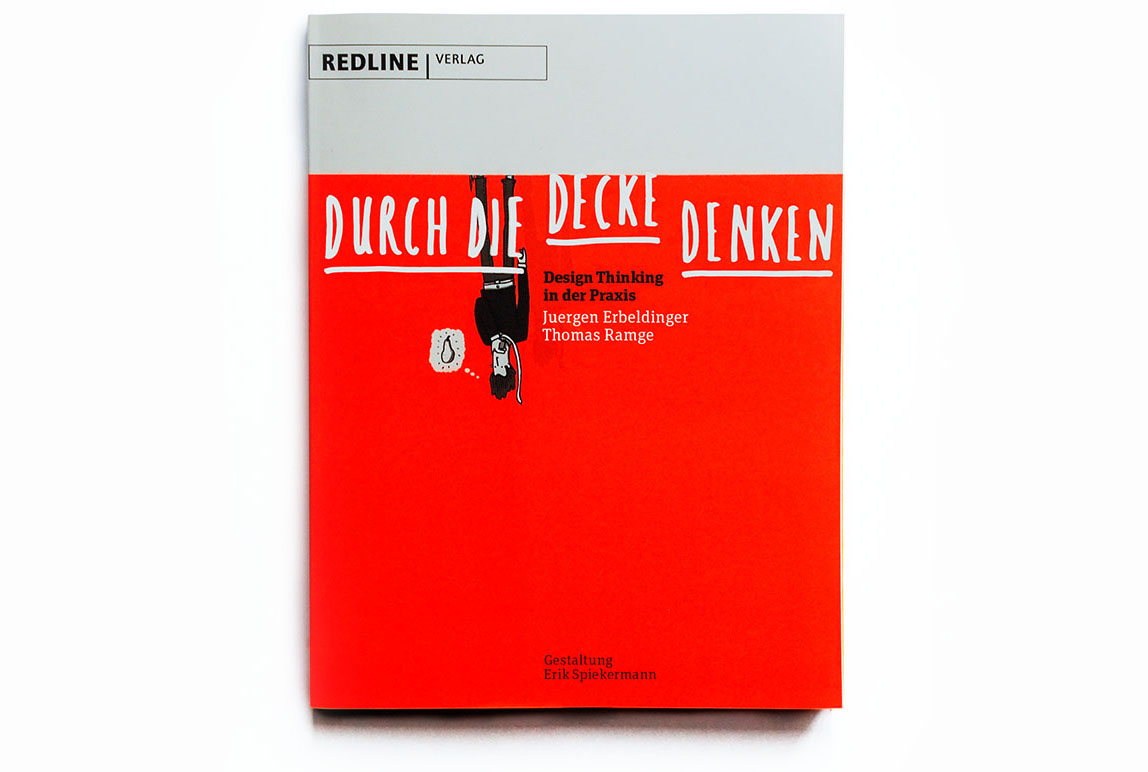 REDLINE VERLAG
DURCH DIE DECKE DENKEN
Design Thinking
in der Praxis
Juergen Erbeldinger
Thomas Ramge
Gestaltung
Erik Spiekermann